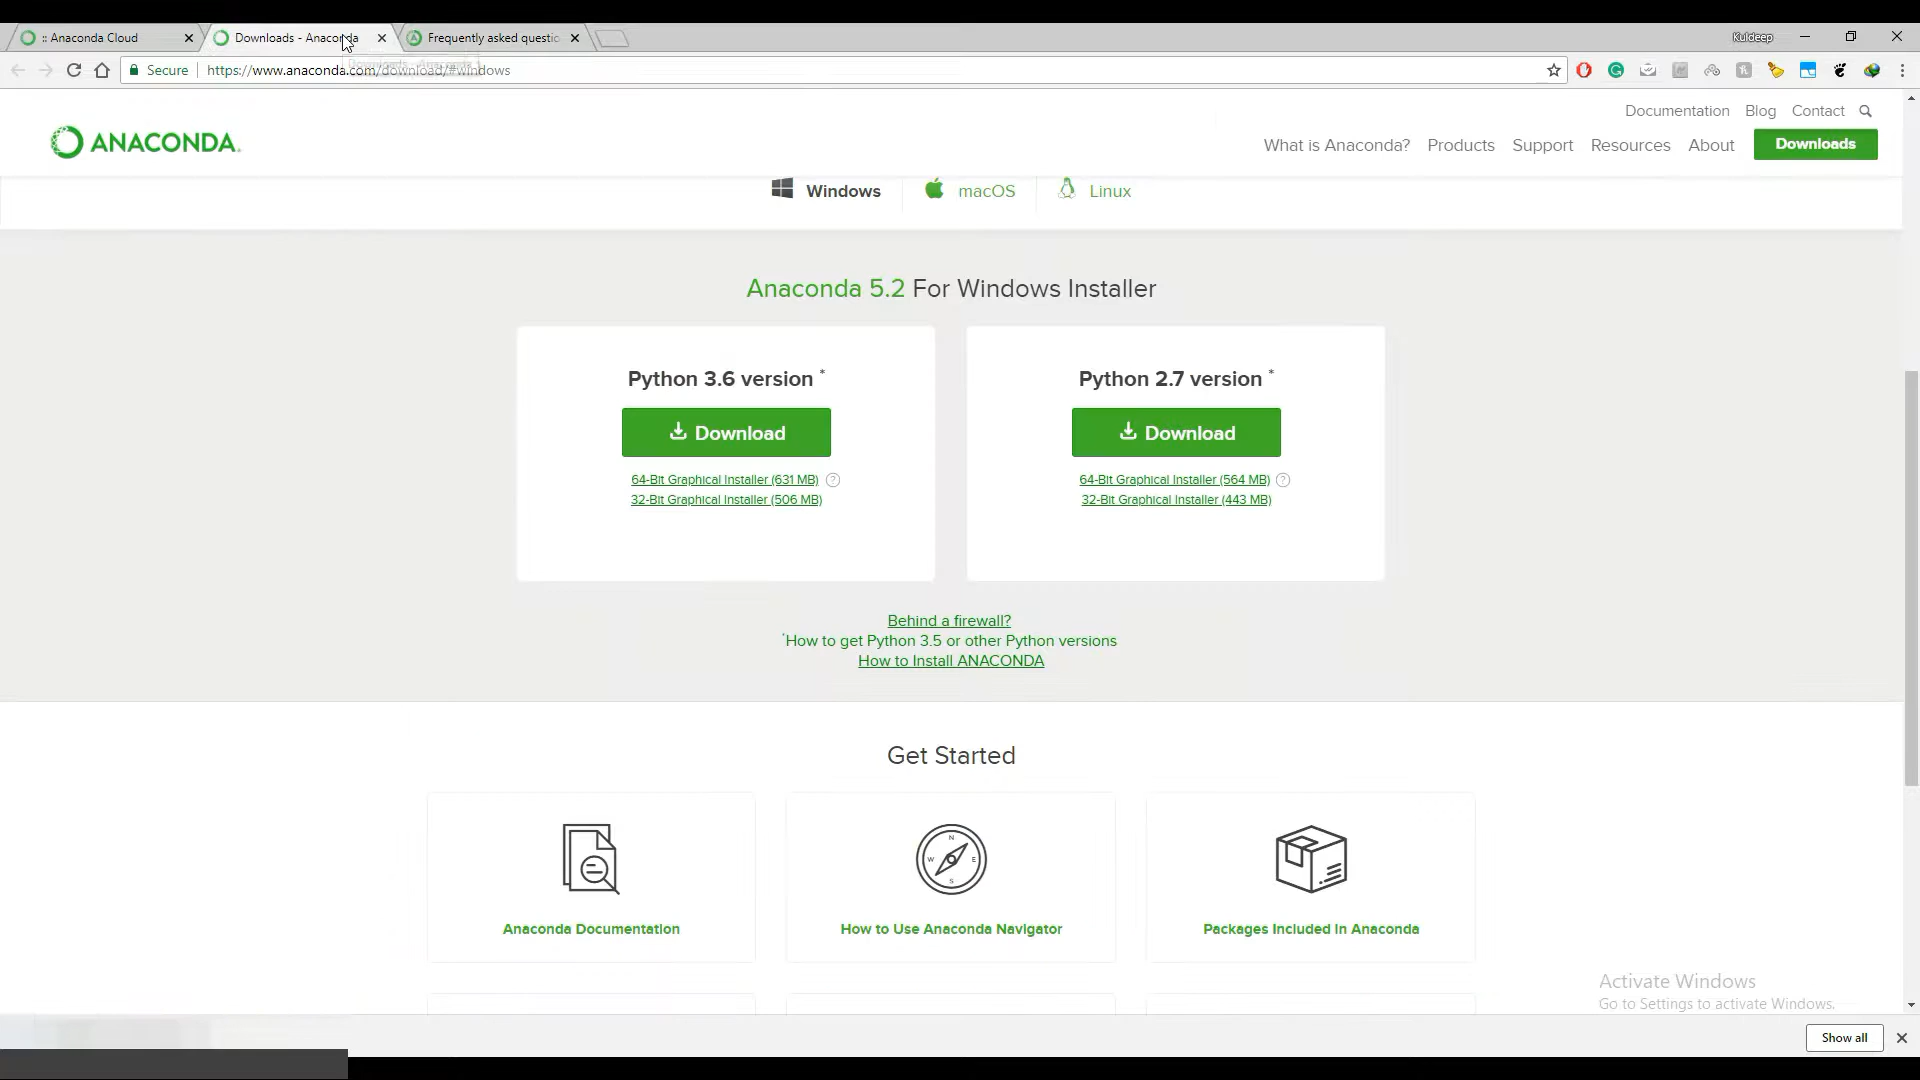 :: Anaconda Cloud
Downloads - Anaconda
Frequently asked questio
Kuldeep
Secure
https://www.anaconda.com/download/#windows
Documentation Blog Contact
ANACONDA.
What is Anaconda? Products Support Resources About Downloads
Windows macOS Linux
Anaconda 5.2 For Windows Installer
Python 3.6 version *
Download
64-Bit Graphical Installer (631 MB) ?
32-Bit Graphical Installer (506 MB)
Python 2.7 version *
Download
64-Bit Graphical Installer (564 MB) ?
32-Bit Graphical Installer (443 MB)
Behind a firewall?
*How to get Python 3.5 or other Python versions
How to Install ANACONDA
Get Started
N
W E
S
Anaconda Documentation
How to Use Anaconda Navigator
Packages Included in Anaconda
Activate Windows
Go to Settings to activate Windows.
Show all